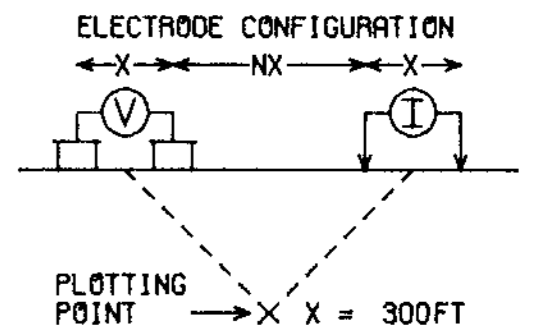 ELECTRODE CONFIGURATION
X NX X
V I
PLOTTING
POINT X X = 300FT